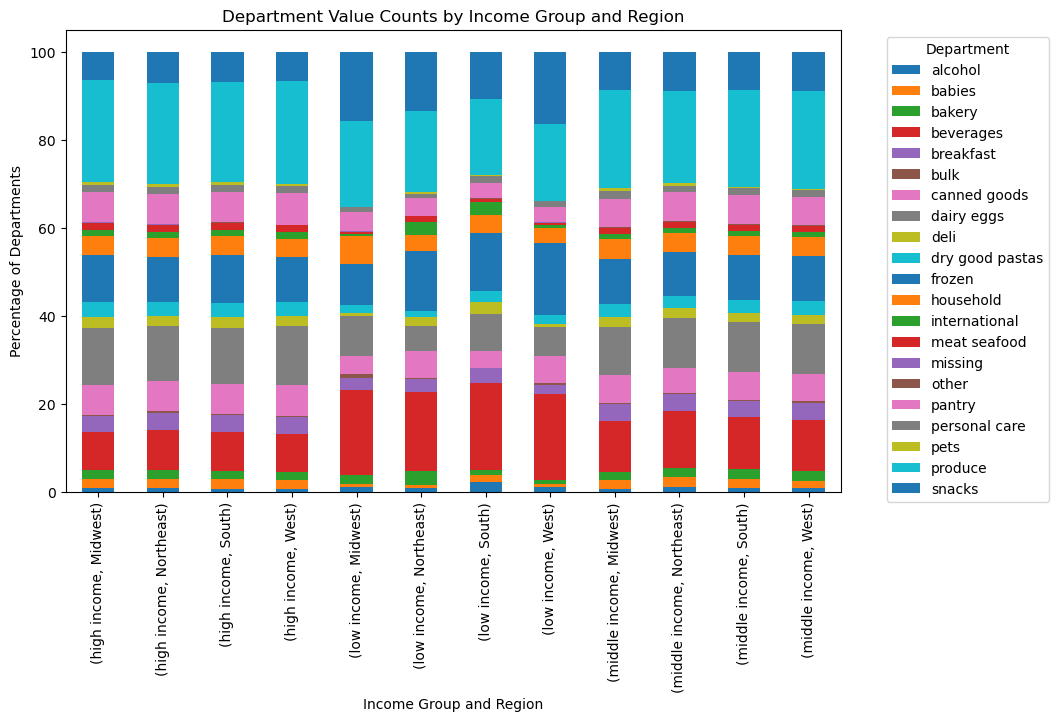 Department Value Counts by Income Group and Region
Percentage of Departments
100
80
60
40
20
0
(high income, Midwest)
(high income, Northeast)
(high income, South)
(high income, West)
(low income, Midwest)
(low income, Northeast)
(low income, South)
(low income, West)
(middle income, Midwest)
(middle income, Northeast)
(middle income, South)
(middle income, West)
Income Group and Region
Department
alcohol
babies
bakery
beverages
breakfast
bulk
canned goods
dairy eggs
deli
dry good pastas
frozen
household
international
meat seafood
missing
other
pantry
personal care
pets
produce
snacks